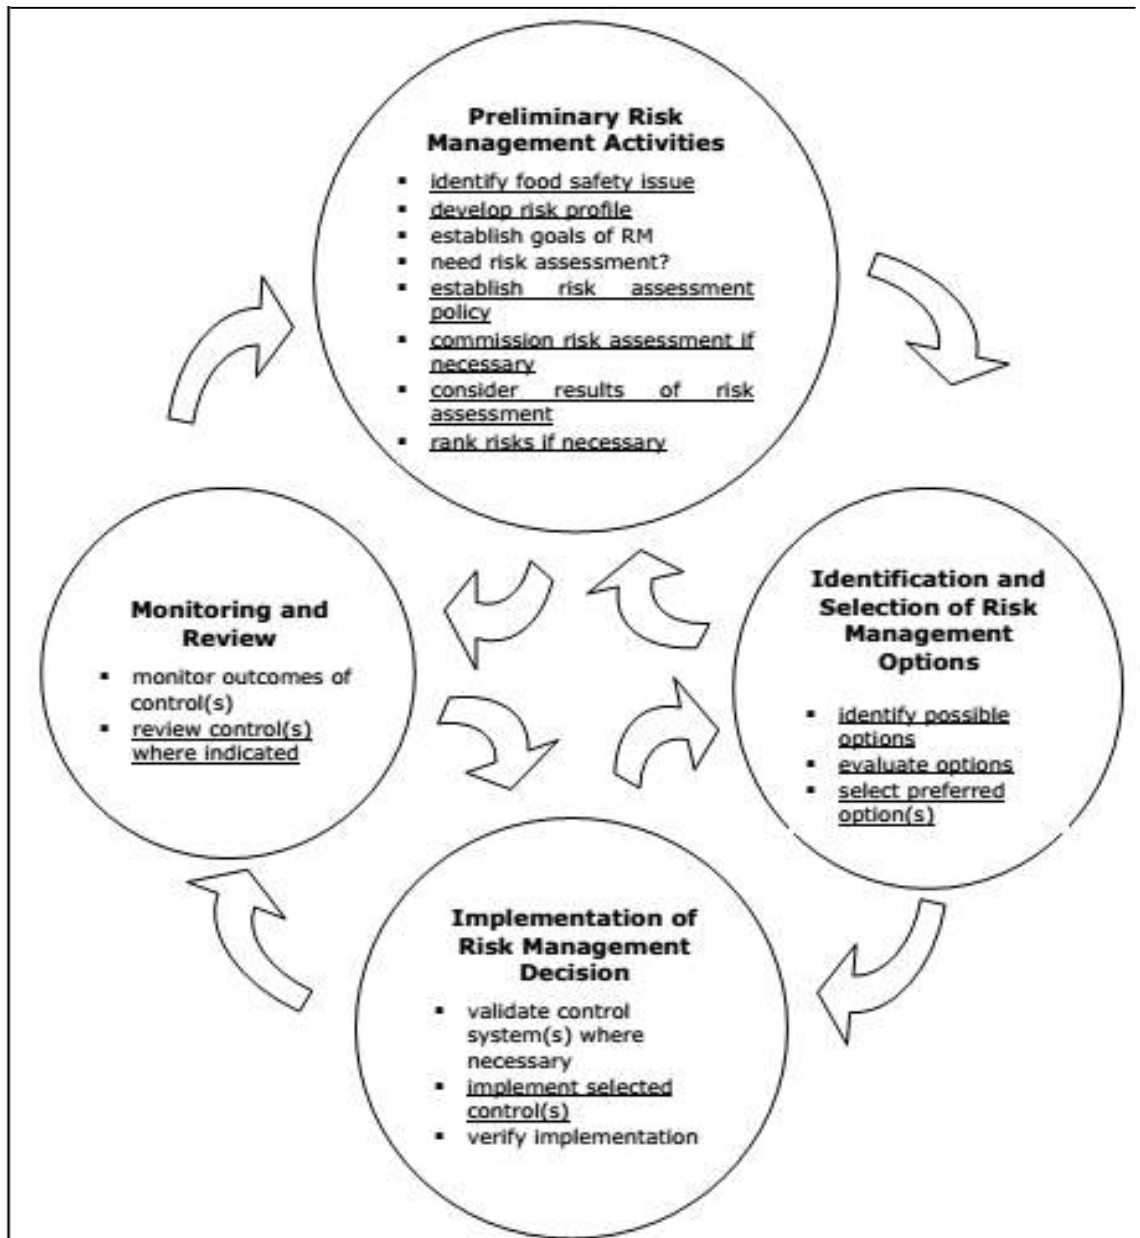 Preliminary Risk
Management Activities
▪ identify food safety issue
▪ develop risk profile
▪ establish goals of RM
▪ need risk assessment?
▪ establish risk assessment
policy
▪ commission risk assessment if
necessary
▪ consider results of risk
assessment
▪ rank risks if necessary
Identification and
Selection of Risk
Management
Options
▪ identify possible
options
▪ evaluate options
▪ select preferred
option(s)
Implementation of
Risk Management
Decision
▪ validate control
system(s) where
necessary
▪ implement selected
control(s)
▪ verify implementation
Monitoring and
Review
▪ monitor outcomes of
control(s)
▪ review control(s)
where indicated